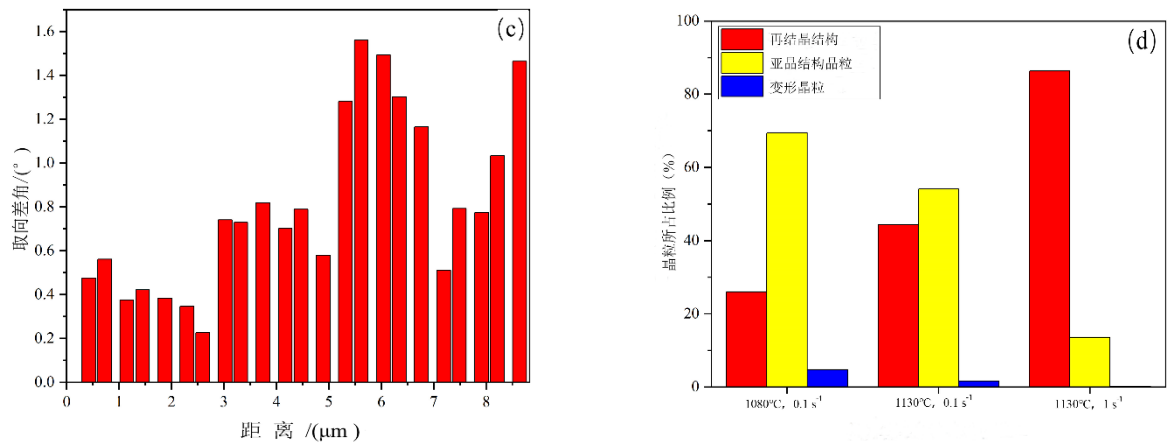 (c)
取向差角/(°)
1.6
1.4
1.2
1.0
0.8
0.6
0.4
0.2
0.0
0 1 2 3 4 5 6 7 8
距 离 /(μm )
(d)
再结晶结构
亚晶结构晶粒
变形晶粒
晶粒所占比例（%）
100
80
60
40
20
0
1080℃, 0.1 s⁻¹
1130℃, 0.1 s⁻¹
1130℃, 1 s⁻¹